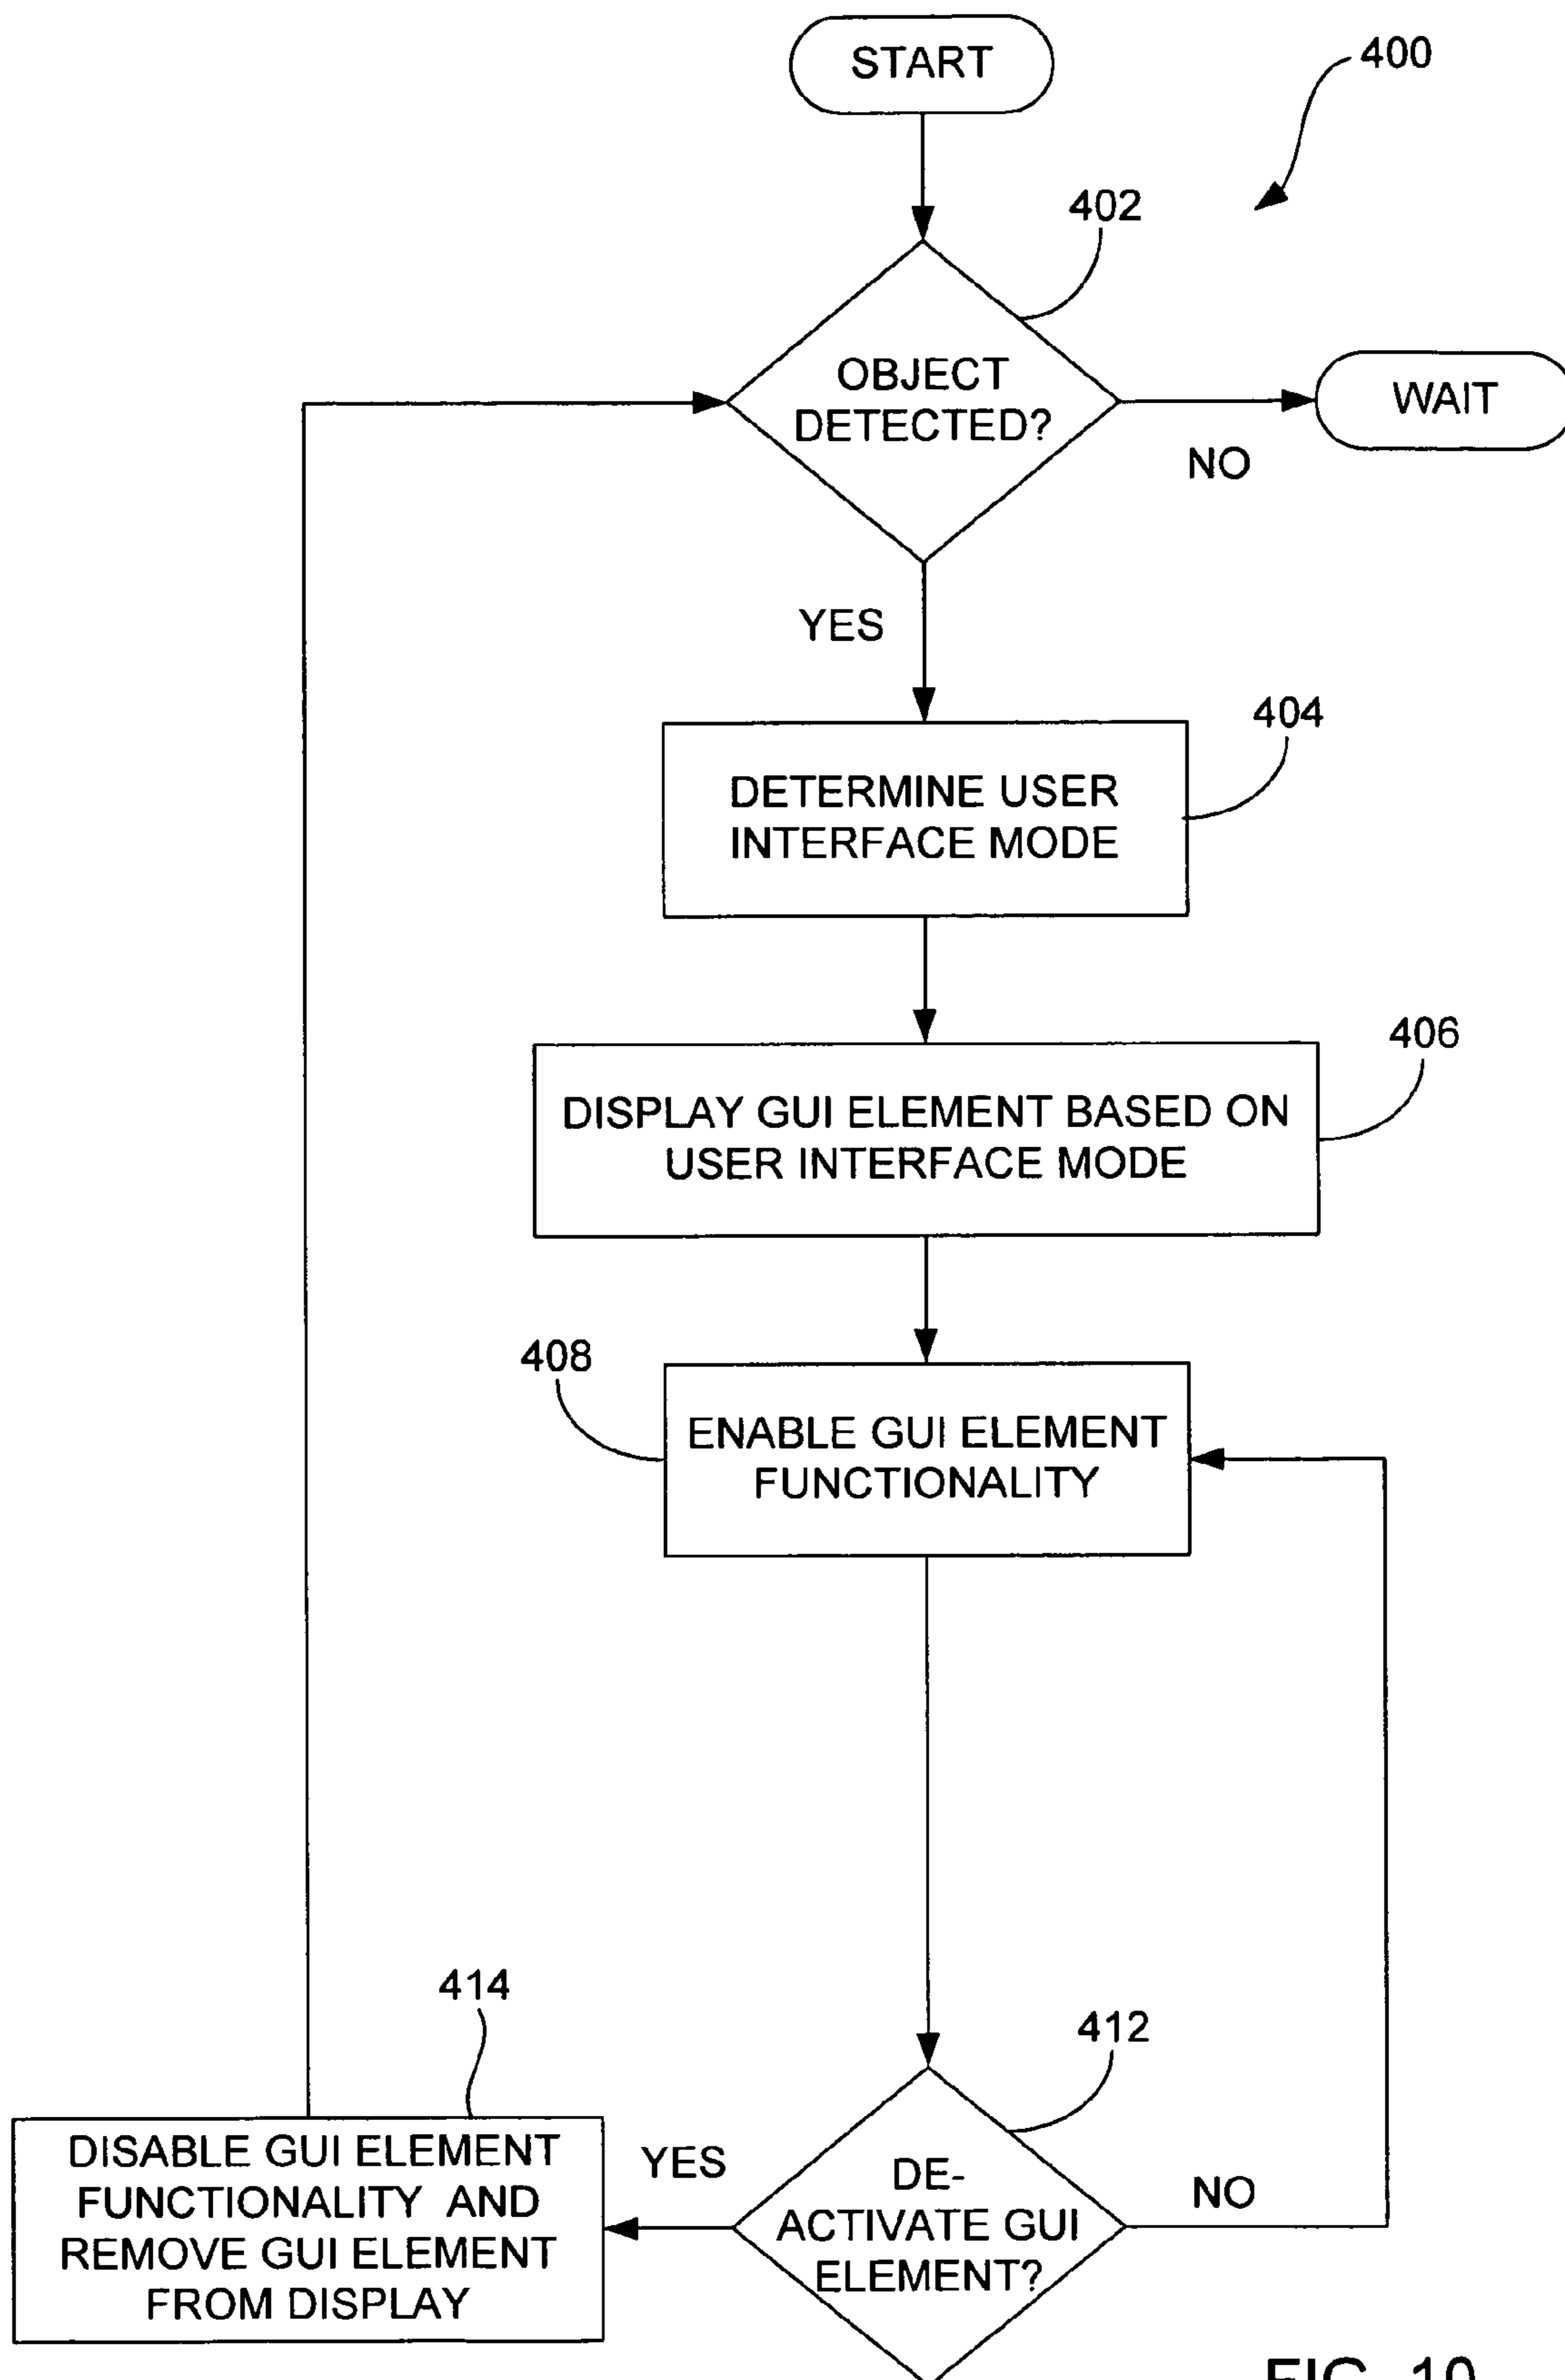 START
400
402
OBJECT
DETECTED?
WAIT
NO
YES
404
DETERMINE USER
INTERFACE MODE
406
DISPLAY GUI ELEMENT BASED ON
USER INTERFACE MODE
408
ENABLE GUI ELEMENT
FUNCTIONALITY
414
412
DISABLE GUI ELEMENT
FUNCTIONALITY AND
REMOVE GUI ELEMENT
FROM DISPLAY
YES
DE-
ACTIVATE GUI
ELEMENT?
NO
FIG. 10